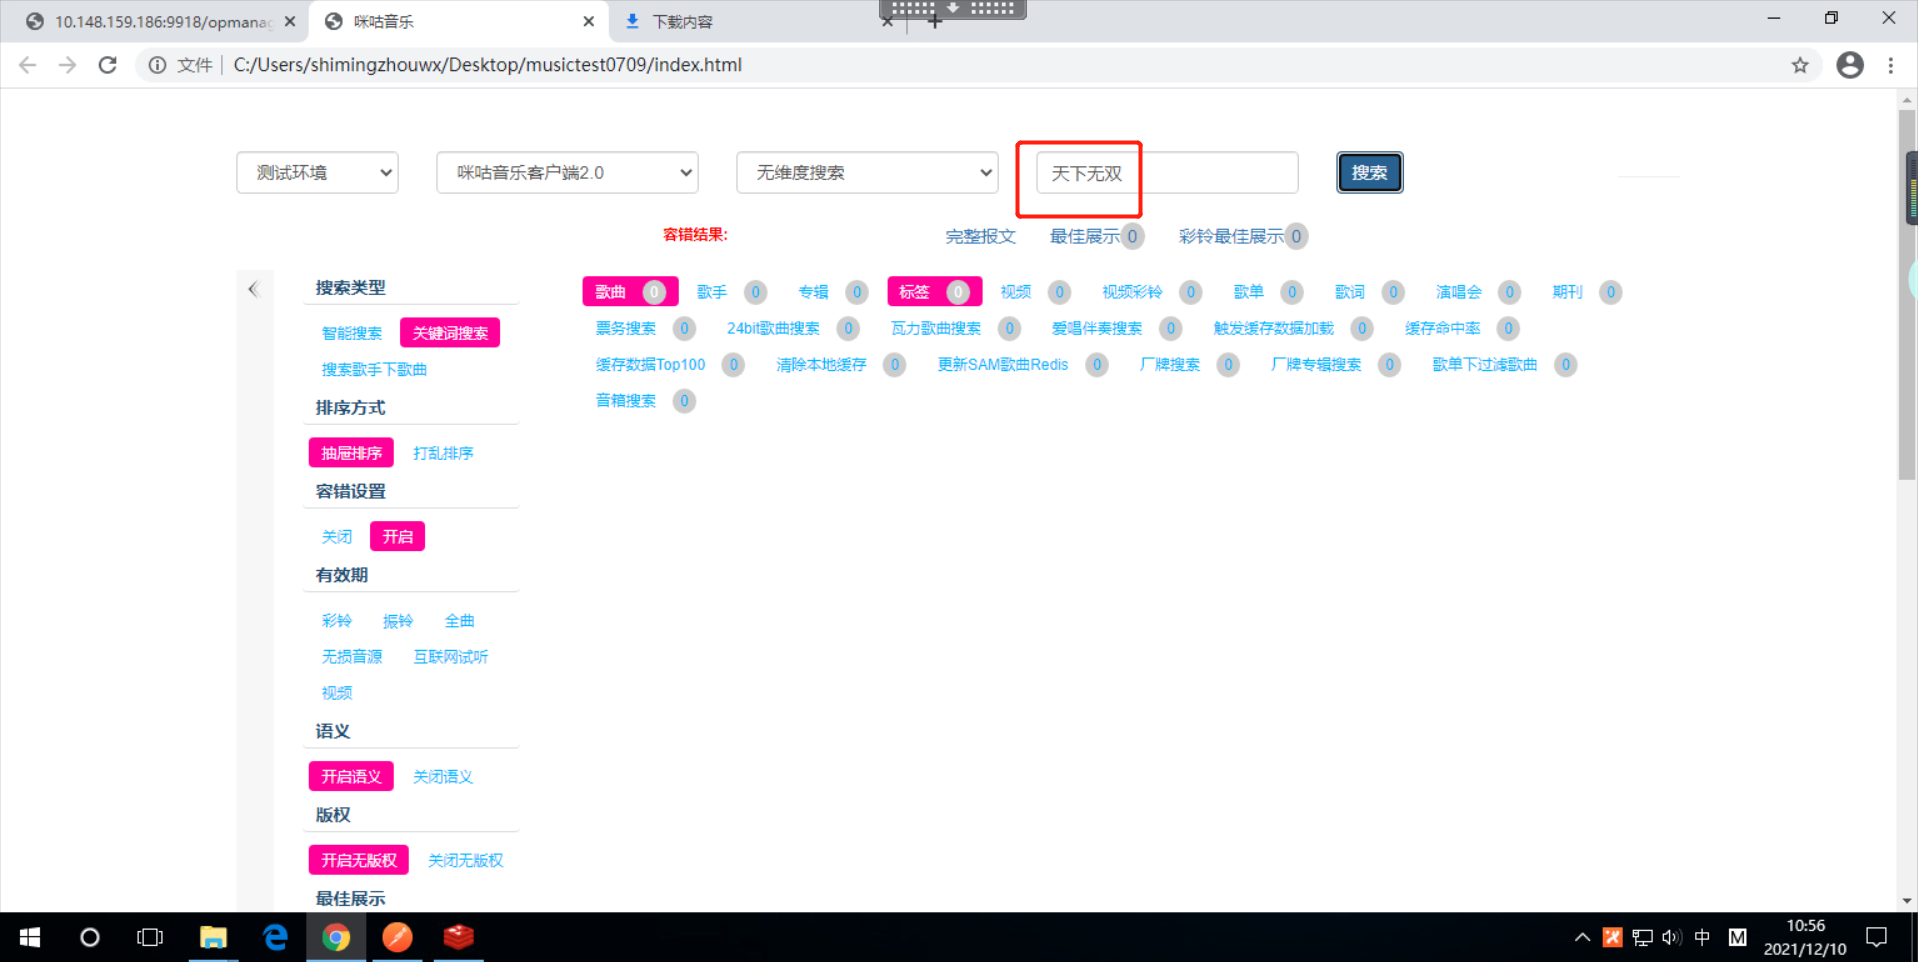 10.148.159.186:9918/opmanag
咪咕音乐
下载内容
文件 C:/Users/shimingzhouwx/Desktop/musictest0709/index.html
测试环境 咪咕音乐客户端2.0 无维度搜索 天下无双 搜索
容错结果: 完整报文 最佳展示 0 彩铃最佳展示 0
搜索类型
智能搜索 关键词搜索
搜索歌手下歌曲
排序方式
抽屉排序 打乱排序
容错设置
关闭 开启
有效期
彩铃 振铃 全曲
无损音源 互联网试听
视频
语义
开启语义 关闭语义
版权
开启无版权 关闭无版权
最佳展示
歌曲 0 歌手 0 专辑 0 标签 0 视频 0 视频彩铃 0 歌单 0 歌词 0 演唱会 0 期刊 0
票务搜索 0 24bit歌曲搜索 0 瓦力歌曲搜索 0 爱唱伴奏搜索 0 触发缓存数据加载 0 缓存命中率 0
缓存数据Top100 0 清除本地缓存 0 更新SAM歌曲Redis 0 厂牌搜索 0 厂牌专辑搜索 0 歌单下过滤歌曲 0
音箱搜索 0
中 M
10:56
2021/12/10